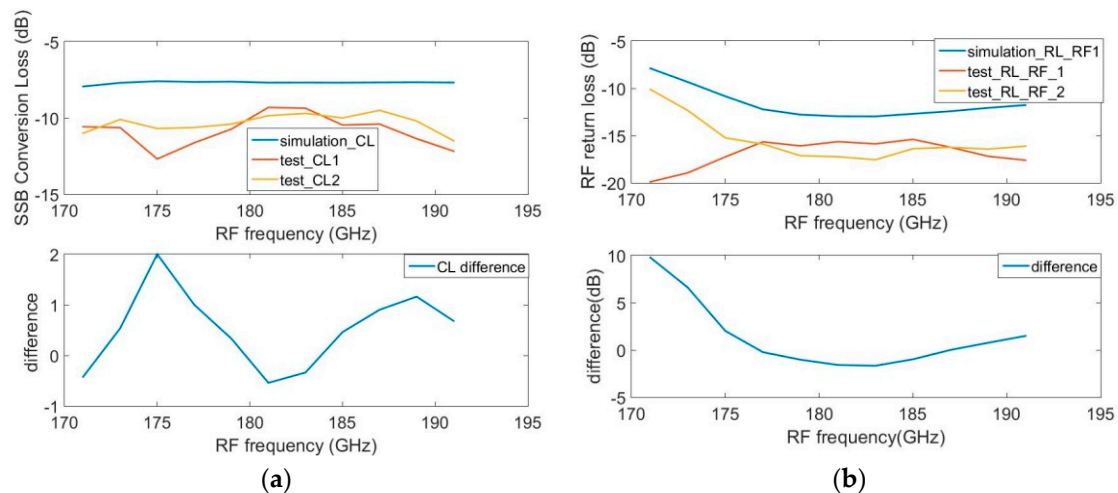 SSB Conversion Loss (dB)
-5
-10
-15
170
175
180
185
190
195
RF frequency (GHz)
simulation_CL
test_CL1
test_CL2
difference
2
1
0
-1
170
175
180
185
190
195
RF frequency (GHz)
CL difference
(a)
RF return loss (dB)
-5
-10
-15
-20
170
175
180
185
190
195
RF frequency (GHz)
simulation_RL_RF1
test_RL_RF_1
test_RL_RF_2
difference(dB)
10
5
0
-5
170
175
180
185
190
195
RF frequency(GHz)
difference
(b)